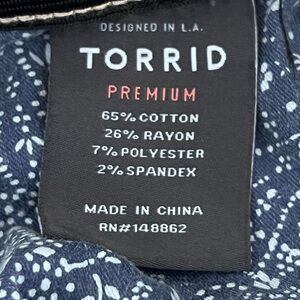 DESIGNED IN L.A.
TORRID
PREMIUM
65% COTTON
26% RAYON
7% POLYESTER
2% SPANDEX
MADE IN CHINA
RN#148862